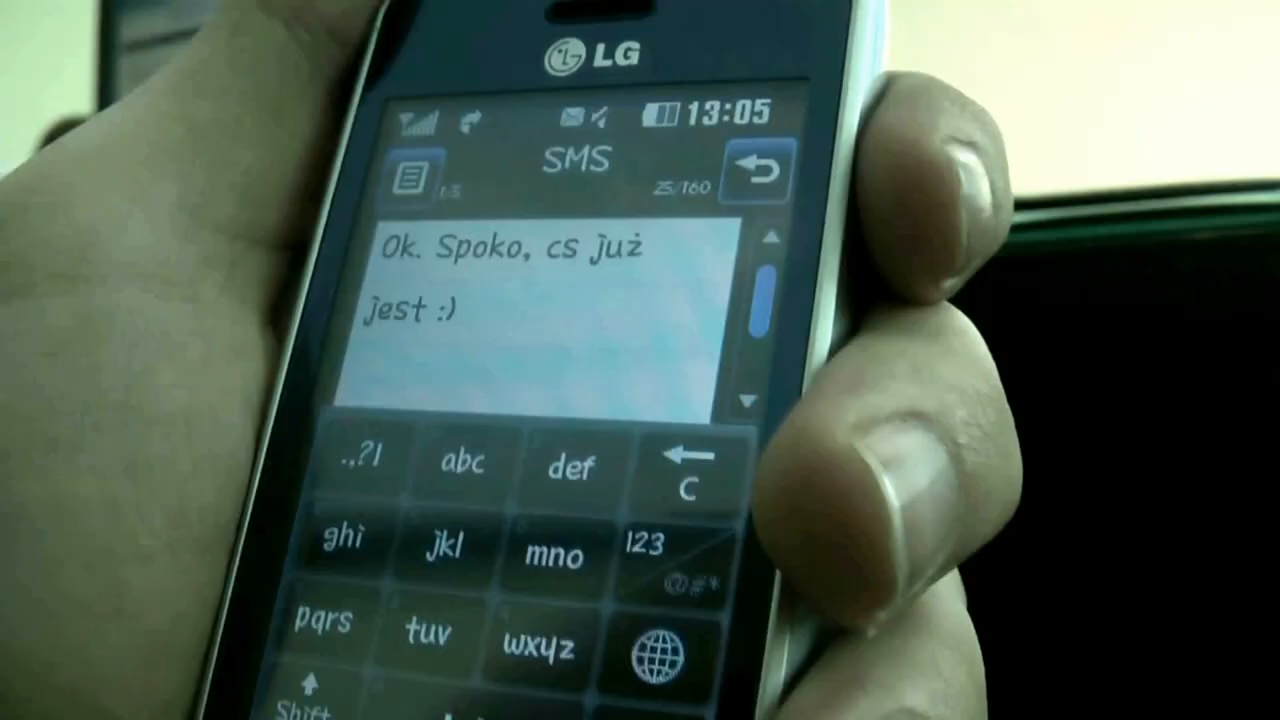 LG
13:05
SMS
25/160
Ok. Spoko, cs już
jest :)
.,?!
abc
def
C
ghi
jkl
mno
123
@#*
pqrs
tuv
wxyz
Shift